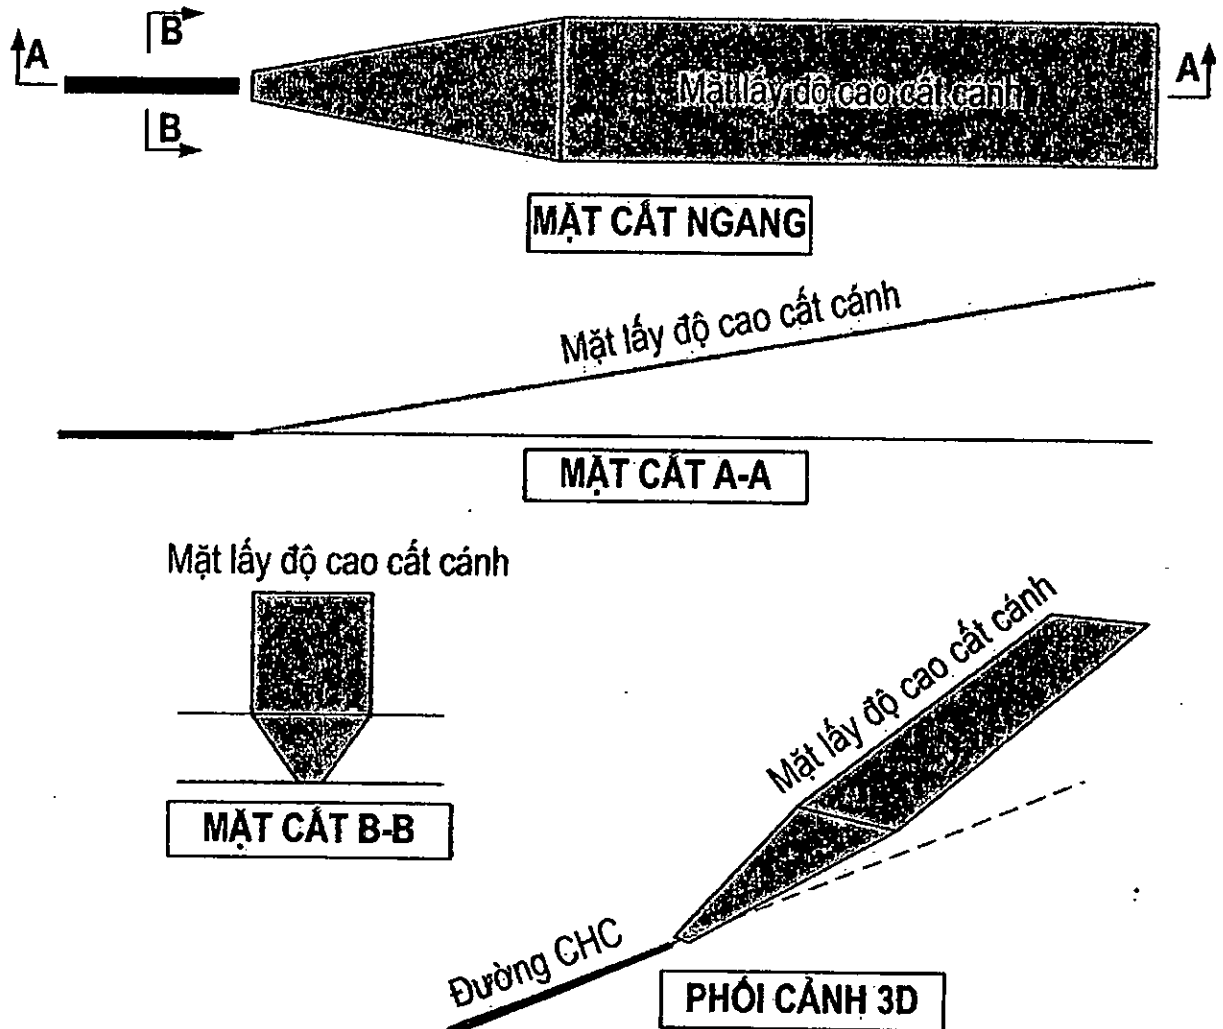 B
A
Mặt lấy độ cao cất cánh
A
B
MẶT CẮT NGANG
Mặt lấy độ cao cất cánh
MẶT CẮT A-A
Mặt lấy độ cao cất cánh
Mặt lấy độ cao cất cánh
MẶT CẮT B-B
Đường CHC
PHỐI CẢNH 3D